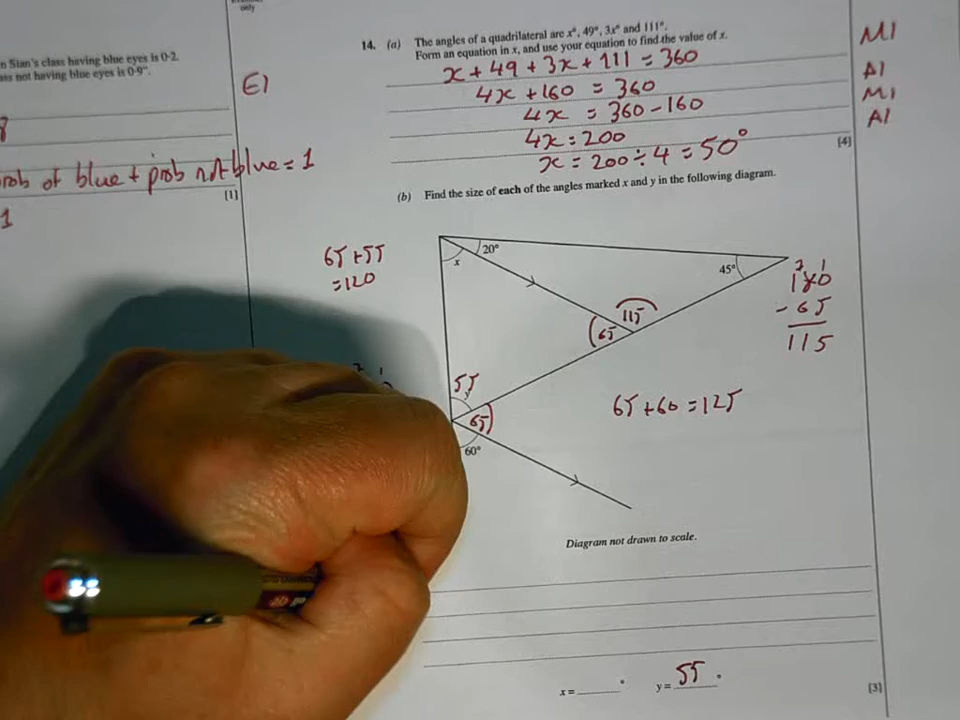 only
n Sian's class having blue eyes is 0·2.
ass not having blue eyes is 0·9".
E1
rob of blue + prob not blue = 1
[1]
1
14. (a) The angles of a quadrilateral are x°, 49°, 3x° and 111°.
Form an equation in x, and use your equation to find the value of x.
x + 49 + 3x + 111 = 360
4x + 160 = 360
4x = 360 - 160
4x = 200
x = 200 ÷ 4 = 50°
M1
A1
M1
A1
[4]
(b) Find the size of each of the angles marked x and y in the following diagram.
65+55
=120
x
20°
45°
115
65
180
- 65
115
55
y
65
60°
65+60=125
Diagram not drawn to scale.
x = ______ ° y = 55 °
[3]